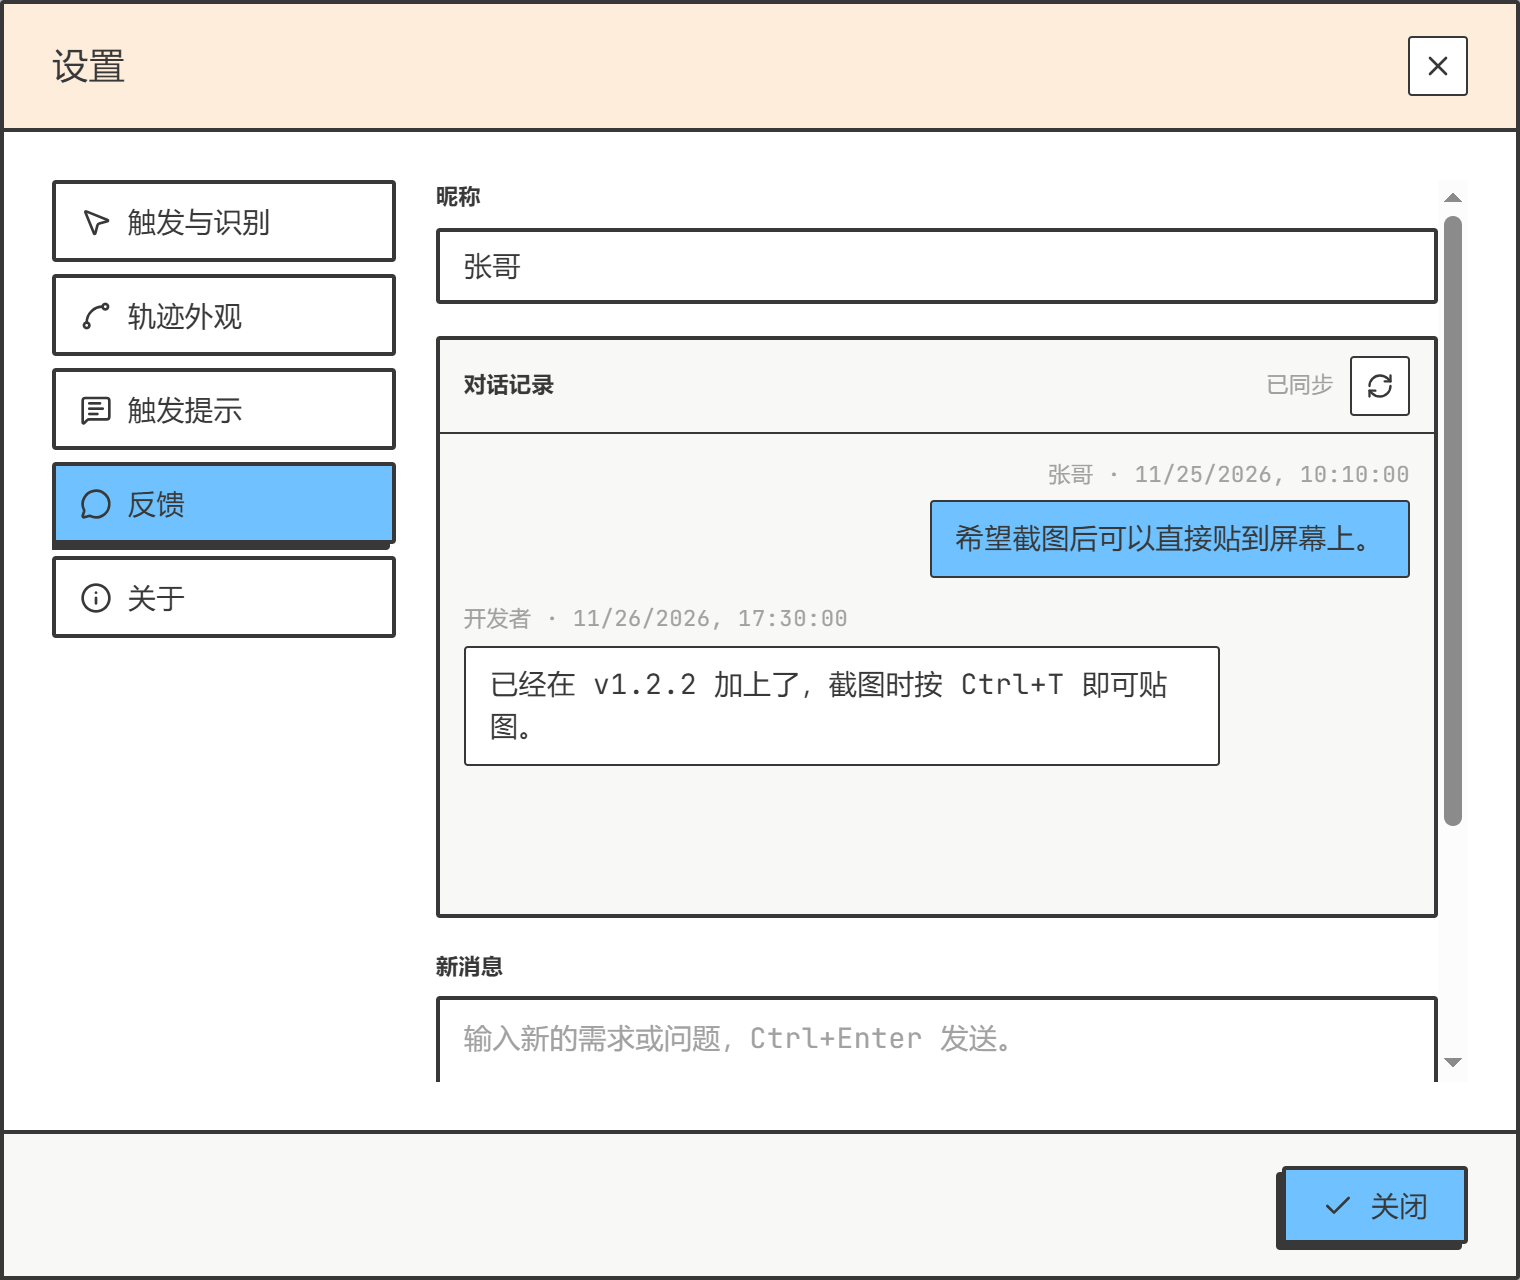 设置
触发与识别
轨迹外观
触发提示
反馈
关于
昵称
张哥
对话记录
已同步
张哥 · 11/25/2026, 10:10:00
希望截图后可以直接贴到屏幕上。
开发者 · 11/26/2026, 17:30:00
已经在 v1.2.2 加上了，截图时按 Ctrl+T 即可贴
图。
新消息
输入新的需求或问题，Ctrl+Enter 发送。
关闭